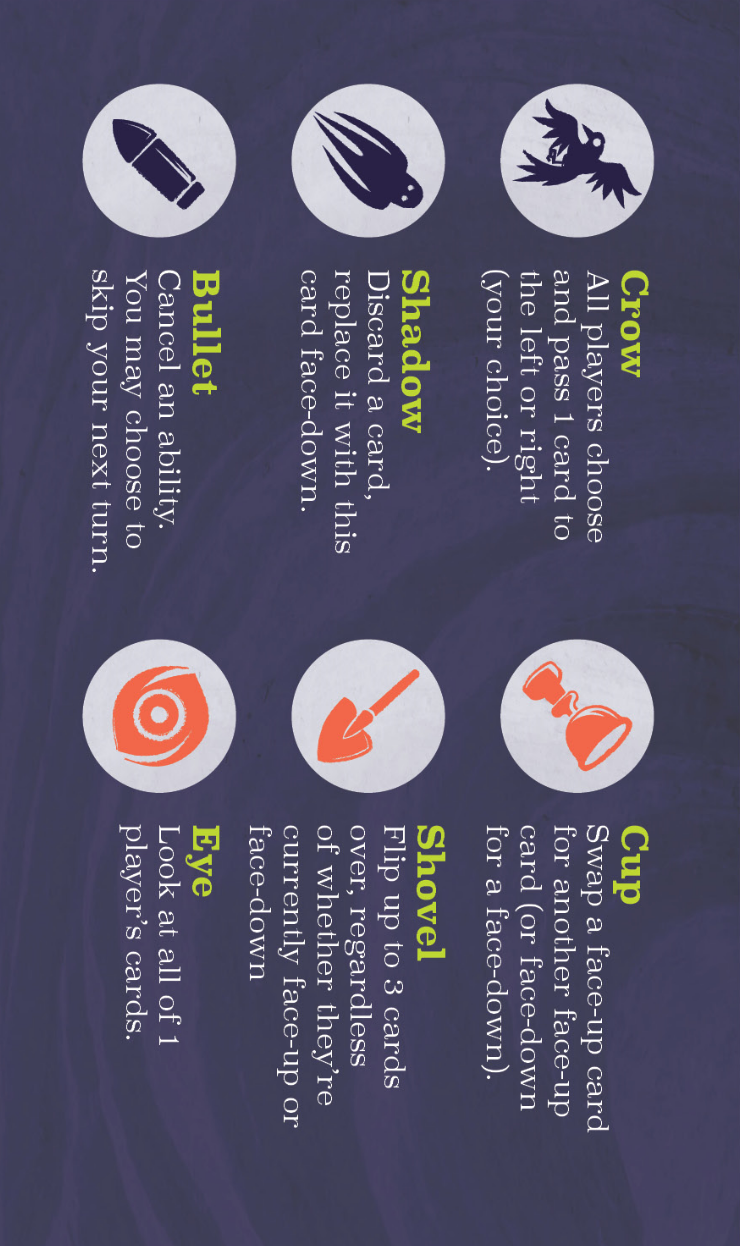 Crow
All players choose
and pass 1 card to
the left or right
(your choice).
Shadow
Discard a card,
replace it with this
card face-down.
Bullet
Cancel an ability.
You may choose to
skip your next turn.
Cup
Swap a face-up card
for another face-up
card (or face-down
for a face-down).
Shovel
Flip up to 3 cards
over, regardless
of whether they're
currently face-up or
face-down
Eye
Look at all of 1
player's cards.